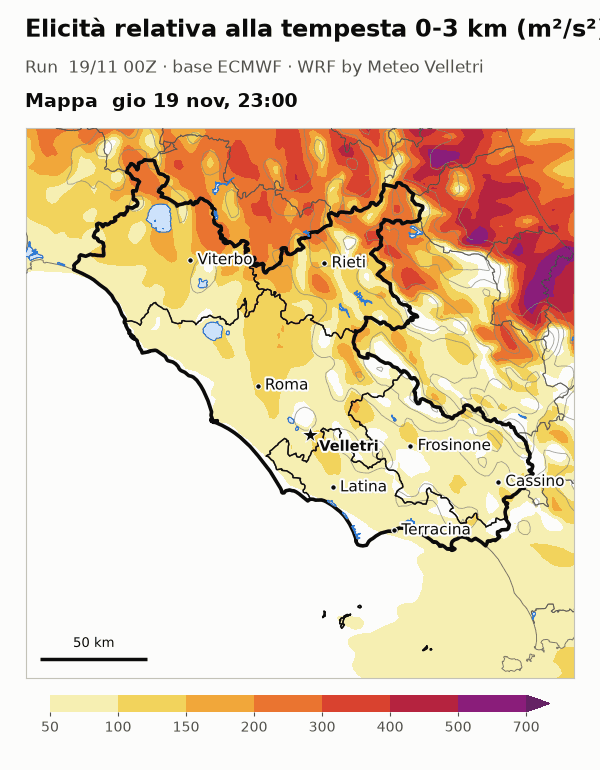 Elicità relativa alla tempesta 0-3 km (m²/s²)
Run  19/11 00Z · base ECMWF · WRF by Meteo Velletri
Mappa  gio 19 nov, 23:00
Viterbo
Rieti
Roma
Velletri
Frosinone
Cassino
Latina
Terracina
50 km
50 100 150 200 300 400 500 700